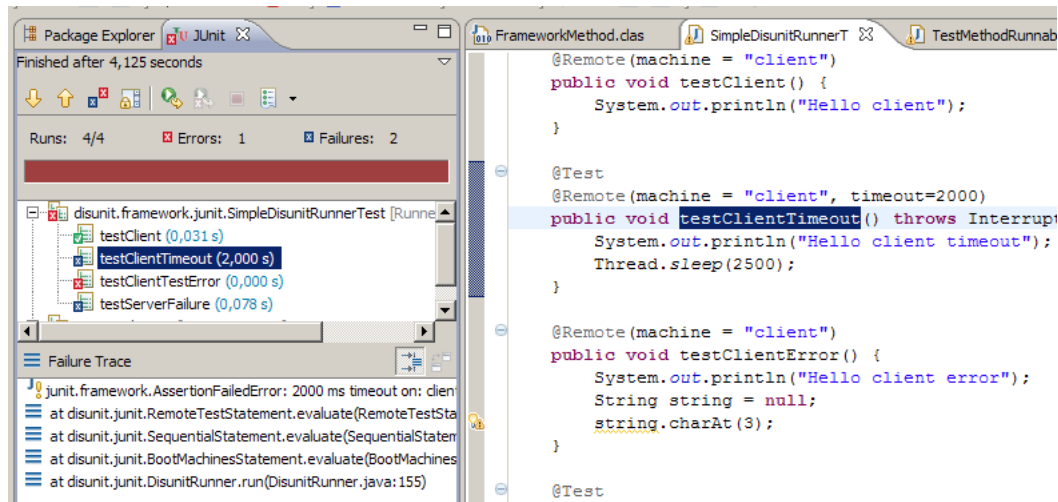 Package Explorer JUnit
Finished after 4,125 seconds
Runs: 4/4 Errors: 1 Failures: 2
disunit.framework.junit.SimpleDisunitRunnerTest [Runne
testClient (0,031 s)
testClientTimeout (2,000 s)
testClientTestError (0,000 s)
testServerFailure (0,078 s)
Failure Trace
junit.framework.AssertionFailedError: 2000 ms timeout on: client
at disunit.junit.RemoteTestStatement.evaluate(RemoteTestSta
at disunit.junit.SequentialStatement.evaluate(SequentialStatem
at disunit.junit.BootMachinesStatement.evaluate(BootMachines
at disunit.junit.DisunitRunner.run(DisunitRunner.java:155)
FrameworkMethod.clas SimpleDisunitRunnerT TestMethodRunnab
@Remote(machine = "client")
public void testClient() {
System.out.println("Hello client");
}
@Test
@Remote(machine = "client", timeout=2000)
public void testClientTimeout() throws Interrupt
System.out.println("Hello client timeout");
Thread.sleep(2500);
}
@Remote(machine = "client")
public void testClientError() {
System.out.println("Hello client error");
String string = null;
string.charAt(3);
}
@Test